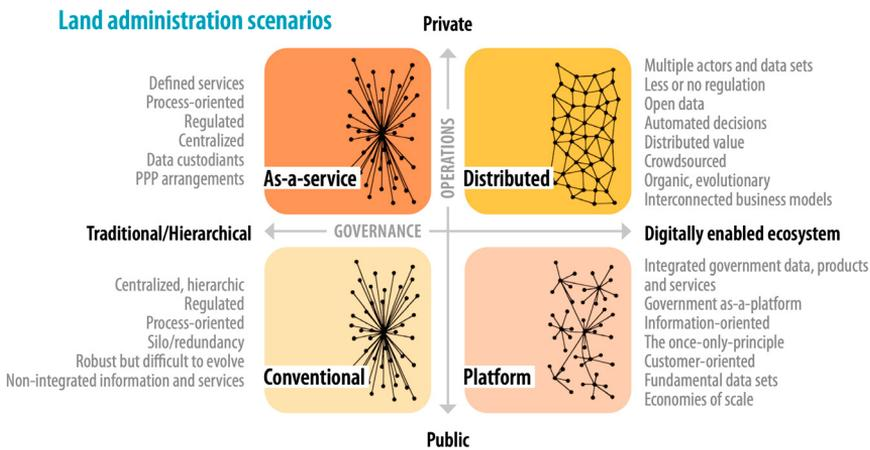 Land administration scenarios
Private
Defined services
Process-oriented
Regulated
Centralized
Data custodiants
PPP arrangements
As-a-service
OPERATIONS
Distributed
Multiple actors and data sets
Less or no regulation
Open data
Automated decisions
Distributed value
Crowdsourced
Organic, evolutionary
Interconnected business models
Traditional/Hierarchical
GOVERNANCE
Digitally enabled ecosystem
Centralized, hierarchic
Regulated
Process-oriented
Silo/redundancy
Robust but difficult to evolve
Non-integrated information and services
Conventional
Platform
Integrated government data, products
and services
Government as-a-platform
Information-oriented
The once-only-principle
Customer-oriented
Fundamental data sets
Economies of scale
Public